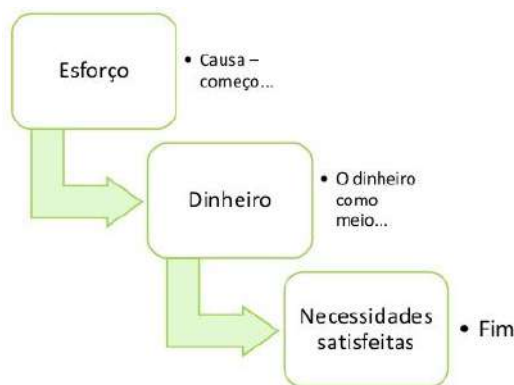 Esforço
• Causa –
começo...
Dinheiro
• O dinheiro
como
meio...
Necessidades
satisfeitas
• Fim